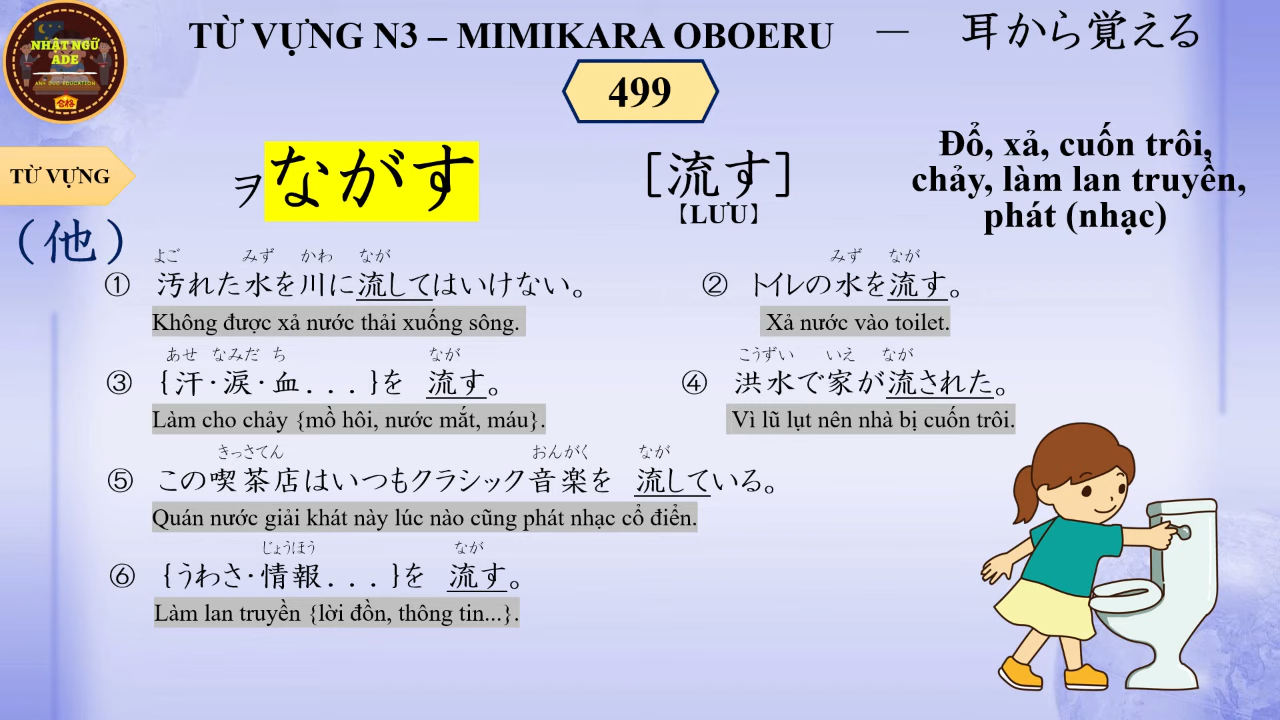 NHẬT NGỮ
ADE
ANH DUC EDUCATION
合格
TỪ VỰNG N3 – MIMIKARA OBOERU — 耳から覚える
499
TỪ VỰNG
(他)
ヲながす
[流す]
【LƯU】
Đổ, xả, cuốn trôi,
chảy, làm lan truyền,
phát (nhạc)
よご みず かわ なが
① 汚れた水を川に流してはいけない。
Không được xả nước thải xuống sông.
みず なが
② トイレの水を流す。
Xả nước vào toilet.
あせ なみだ ち なが
③ {汗・涙・血...}を 流す。
Làm cho chảy {mồ hôi, nước mắt, máu}.
こうずい いえ なが
④ 洪水で家が流された。
Vì lũ lụt nên nhà bị cuốn trôi.
きっさてん おんがく なが
⑤ この喫茶店はいつもクラシック音楽を 流している。
Quán nước giải khát này lúc nào cũng phát nhạc cổ điển.
じょうほう なが
⑥ {うわさ・情報...}を 流す。
Làm lan truyền {lời đồn, thông tin...}.